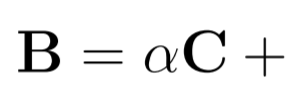 𝐁 = α𝐂 +